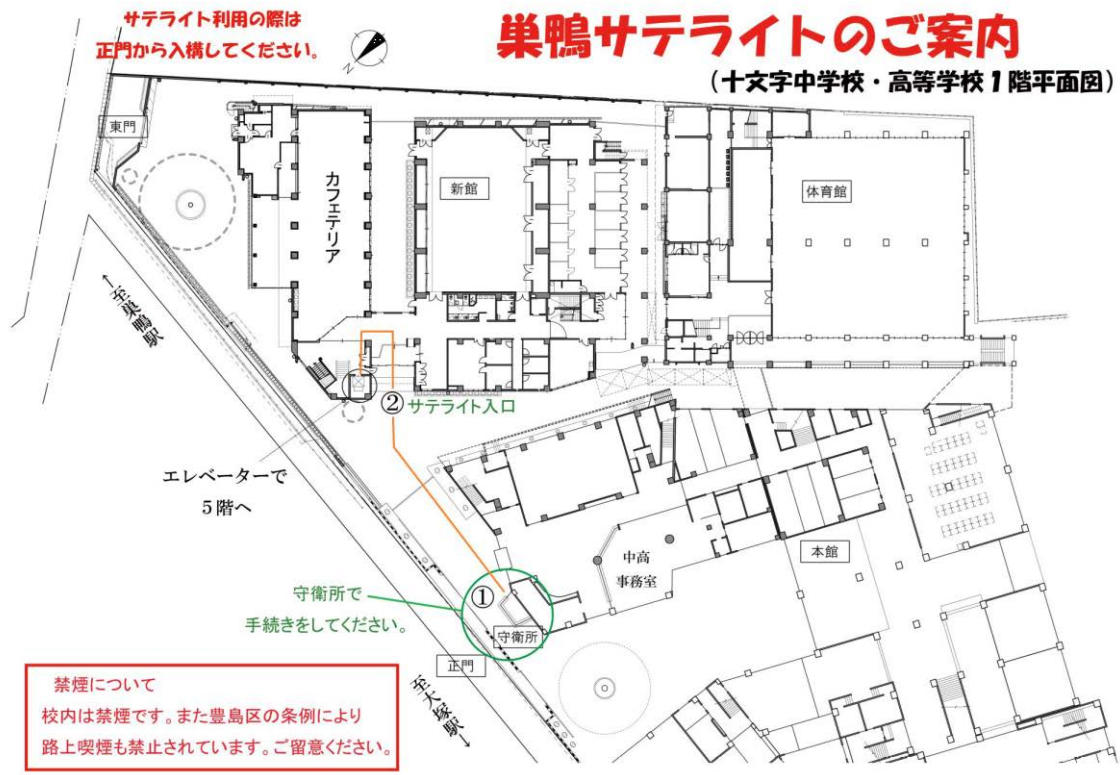 サテライト利用の際は
正門から入構してください。
巣鴨サテライトのご案内
(十文字中学校・高等学校1階平面図)
N
東門
カフェテリア
新館
体育館
←至巣鴨駅
② サテライト入口
エレベーターで
5階へ
中高
事務室
本館
①
守衛所で
手続きをしてください。
守衛所
正門
至大塚駅→
禁煙について
校内は禁煙です。また豊島区の条例により
路上喫煙も禁止されています。ご留意ください。